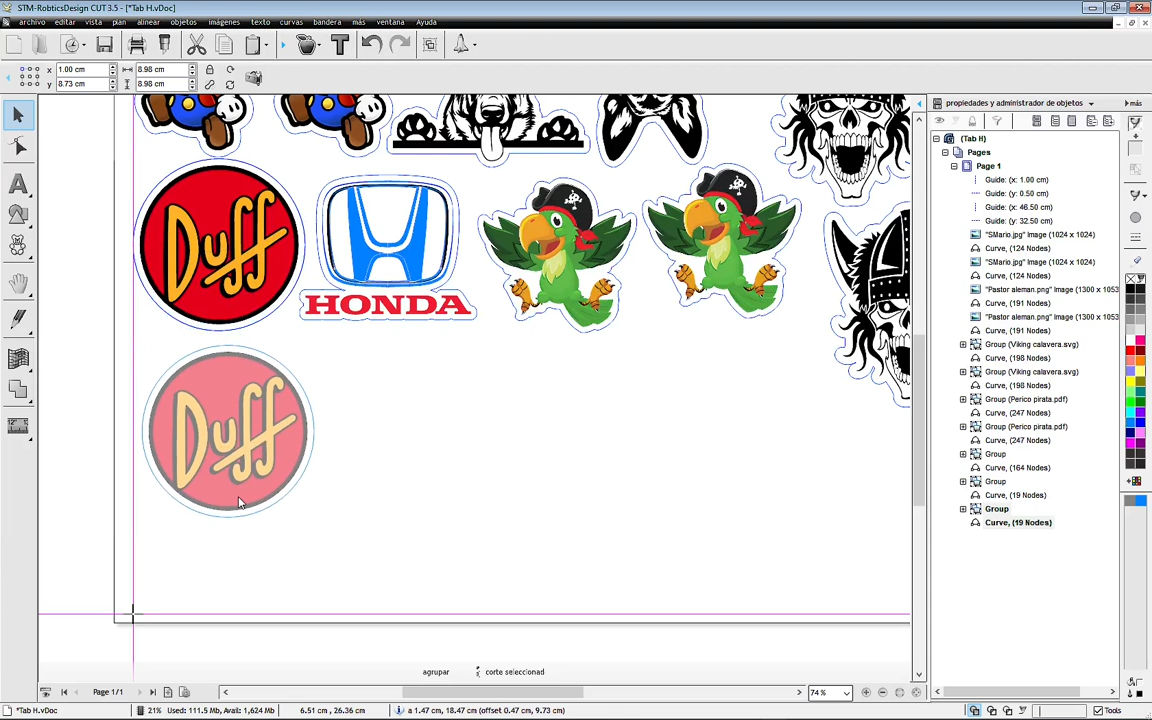 STM-RobticsDesign CUT 3.5 - [*Tab H.vDoc]
archivo editar vista plan alinear objetos imágenes texto curvas bandera más ventana Ayuda
x 1.00 cm 8.98 cm
y 8.73 cm 8.98 cm
propiedades y administrador de objetos más
(Tab H)
Pages
Page 1
Guide: (x: 1.00 cm)
Guide: (y: 0.50 cm)
Guide: (x: 46.50 cm)
Guide: (y: 32.50 cm)
"SMario.jpg" Image (1024 x 1024)
Curve, (124 Nodes)
"SMario.jpg" Image (1024 x 1024)
Curve, (124 Nodes)
"Pastor aleman.png" Image (1300 x 1053
Curve, (191 Nodes)
"Pastor aleman.png" Image (1300 x 1053
Curve, (191 Nodes)
Group (Viking calavera.svg)
Curve, (198 Nodes)
Group (Viking calavera.svg)
Curve, (198 Nodes)
Group (Perico pirata.pdf)
Curve, (247 Nodes)
Group (Perico pirata.pdf)
Curve, (247 Nodes)
Group
Curve, (164 Nodes)
Group
Curve, (19 Nodes)
Group
Curve, (19 Nodes)
Duff
HONDA
Duff
agrupar corte seleccionad
Page 1/1 74%
*Tab H.vDoc 21% Used: 111.5 Mb, Avail: 1,624 Mb 6.51 cm , 26.36 cm a 1.47 cm, 18.47 cm (offset 0.47 cm, 9.73 cm) Tools